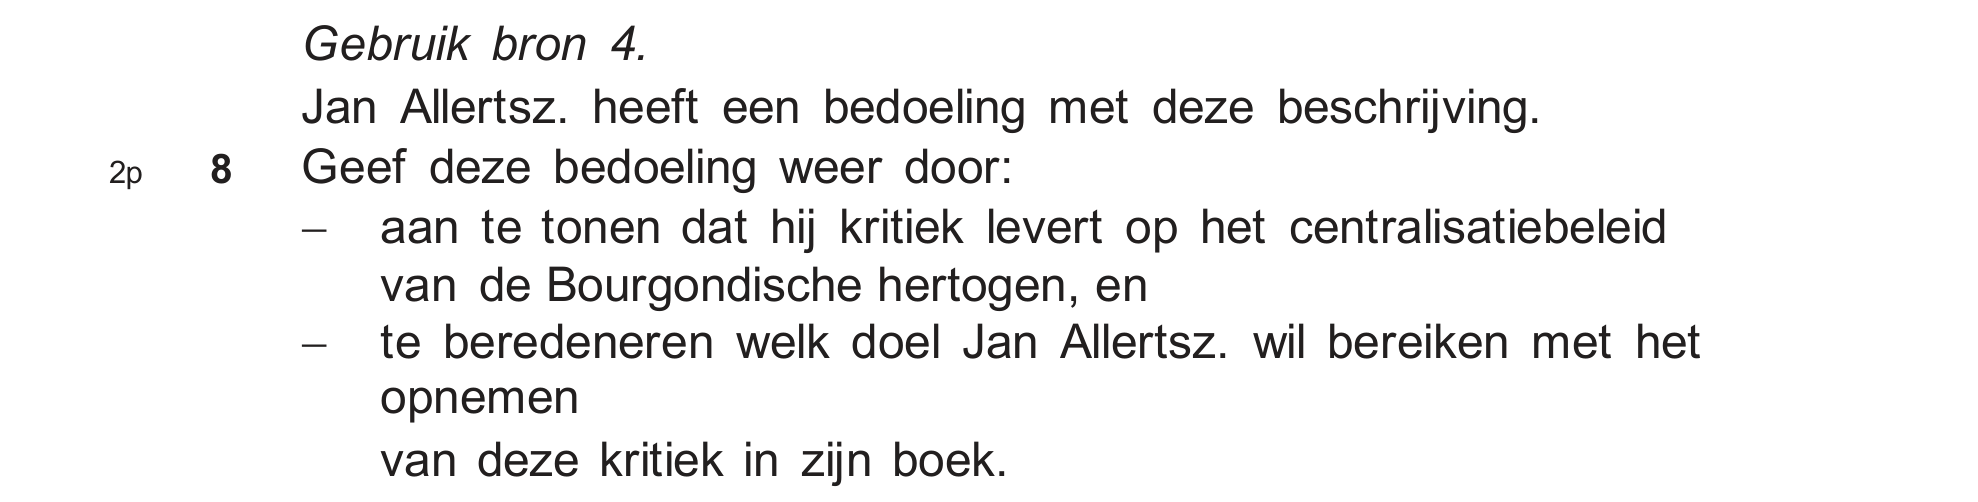 Gebruik bron 4.
Jan Allertsz. heeft een bedoeling met deze beschrijving.
2p 8 Geef deze bedoeling weer door:
– aan te tonen dat hij kritiek levert op het centralisatiebeleid
van de Bourgondische hertogen, en
– te beredeneren welk doel Jan Allertsz. wil bereiken met het
opnemen
van deze kritiek in zijn boek.